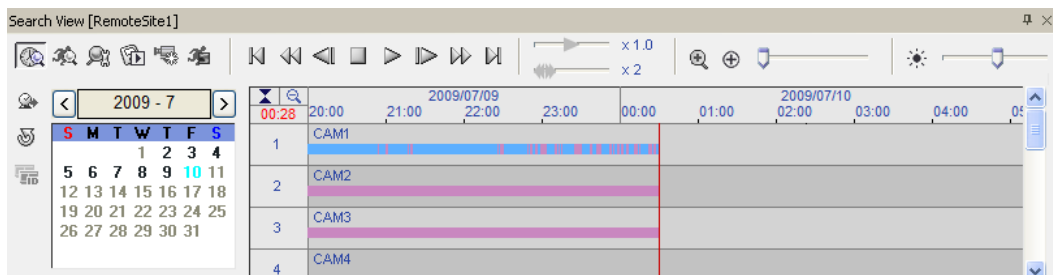 Search View [RemoteSite1]
x 1.0
x 2
2009 - 7
S M T W T F S
1 2 3 4
5 6 7 8 9 10 11
12 13 14 15 16 17 18
19 20 21 22 23 24 25
26 27 28 29 30 31
EID
2009/07/09 2009/07/10
00:28 20:00 21:00 22:00 23:00 00:00 01:00 02:00 03:00 04:00 05
1 CAM1
2 CAM2
3 CAM3
4 CAM4